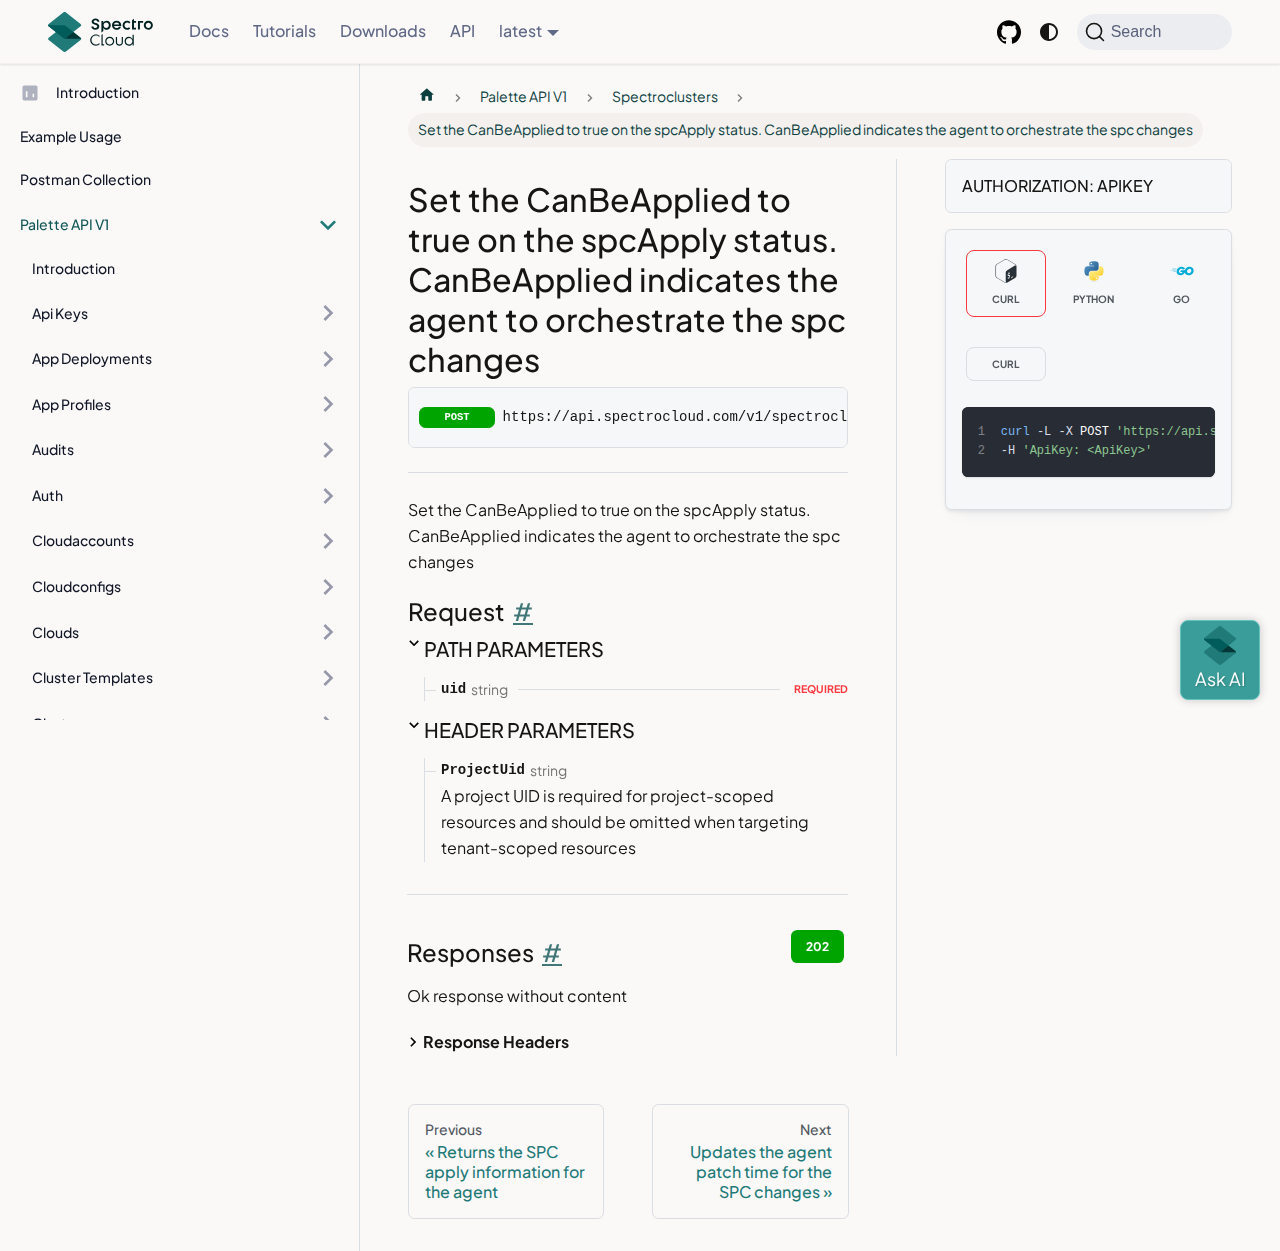 Spectro Cloud
Docs
Tutorials
Downloads
API
latest
Search
Introduction
Example Usage
Postman Collection
Palette API V1
Introduction
Api Keys
App Deployments
App Profiles
Audits
Auth
Cloudaccounts
Cloudconfigs
Clouds
Cluster Templates
Palette API V1
Spectroclusters
Set the CanBeApplied to true on the spcApply status. CanBeApplied indicates the agent to orchestrate the spc changes
Set the CanBeApplied to
true on the spcApply status.
CanBeApplied indicates the
agent to orchestrate the spc
changes
POST https://api.spectrocloud.com/v1/spectrocl
Set the CanBeApplied to true on the spcApply status.
CanBeApplied indicates the agent to orchestrate the spc
changes
Request #
PATH PARAMETERS
uid string REQUIRED
HEADER PARAMETERS
ProjectUid string
A project UID is required for project-scoped
resources and should be omitted when targeting
tenant-scoped resources
Responses #
202
Ok response without content
Response Headers
Previous
« Returns the SPC
apply information for
the agent
Next
Updates the agent
patch time for the
SPC changes »
AUTHORIZATION: APIKEY
CURL
PYTHON
GO
CURL
1 curl -L -X POST 'https://api.s
2 -H 'ApiKey: <ApiKey>'
Ask AI